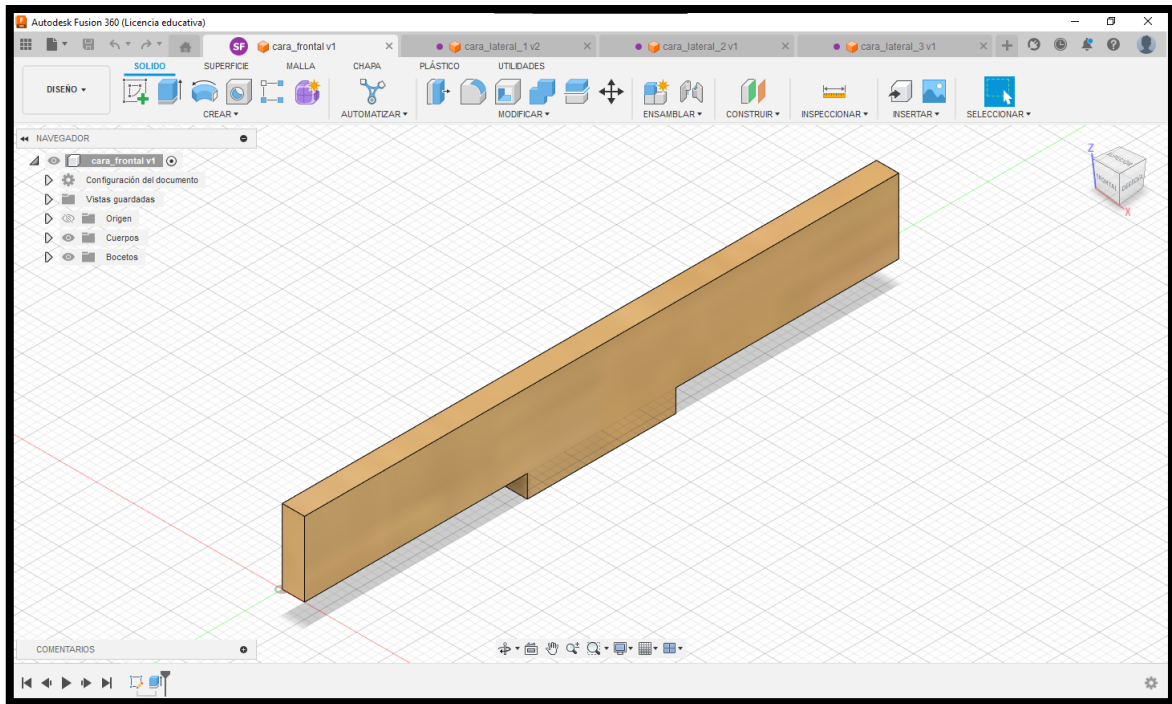 Autodesk Fusion 360 (Licencia educativa)
SF cara_frontal v1 cara_lateral_1 v2 cara_lateral_2 v1 cara_lateral_3 v1
SOLIDO SUPERFICIE MALLA CHAPA PLÁSTICO UTILIDADES
DISEÑO
CREAR AUTOMATIZAR MODIFICAR ENSAMBLAR CONSTRUIR INSPECCIONAR INSERTAR SELECCIONAR
NAVEGADOR
cara_frontal v1
Configuración del documento
Vistas guardadas
Origen
Cuerpos
Bocetos
Z
SUPERIOR
FRONTAL
DERECHA
X
COMENTARIOS